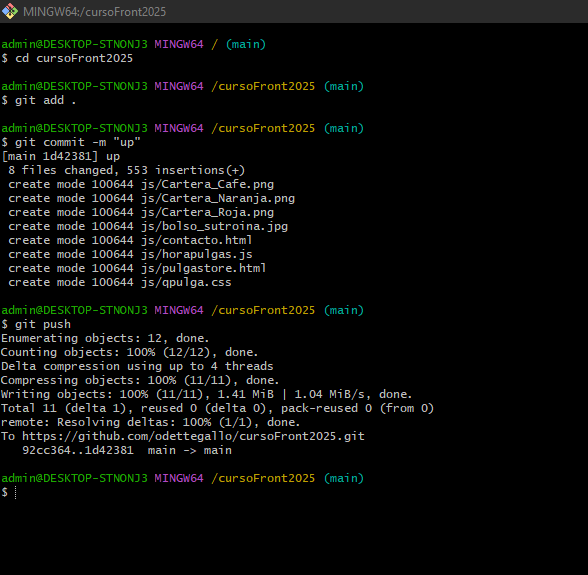 MINGW64:/cursoFront2025
admin@DESKTOP-STNONJ3 MINGW64 / (main)
$ cd cursoFront2025
admin@DESKTOP-STNONJ3 MINGW64 /cursoFront2025 (main)
$ git add .
admin@DESKTOP-STNONJ3 MINGW64 /cursoFront2025 (main)
$ git commit -m "up"
[main 1d42381] up
 8 files changed, 553 insertions(+)
 create mode 100644 js/Cartera_Cafe.png
 create mode 100644 js/Cartera_Naranja.png
 create mode 100644 js/Cartera_Roja.png
 create mode 100644 js/bolso_sutroina.jpg
 create mode 100644 js/contacto.html
 create mode 100644 js/horapulgas.js
 create mode 100644 js/pulgastore.html
 create mode 100644 js/qpulga.css
admin@DESKTOP-STNONJ3 MINGW64 /cursoFront2025 (main)
$ git push
Enumerating objects: 12, done.
Counting objects: 100% (12/12), done.
Delta compression using up to 4 threads
Compressing objects: 100% (11/11), done.
Writing objects: 100% (11/11), 1.41 MiB | 1.04 MiB/s, done.
Total 11 (delta 1), reused 0 (delta 0), pack-reused 0 (from 0)
remote: Resolving deltas: 100% (1/1), done.
To https://github.com/odettegallo/cursoFront2025.git
   92cc364..1d42381  main -> main
admin@DESKTOP-STNONJ3 MINGW64 /cursoFront2025 (main)
$